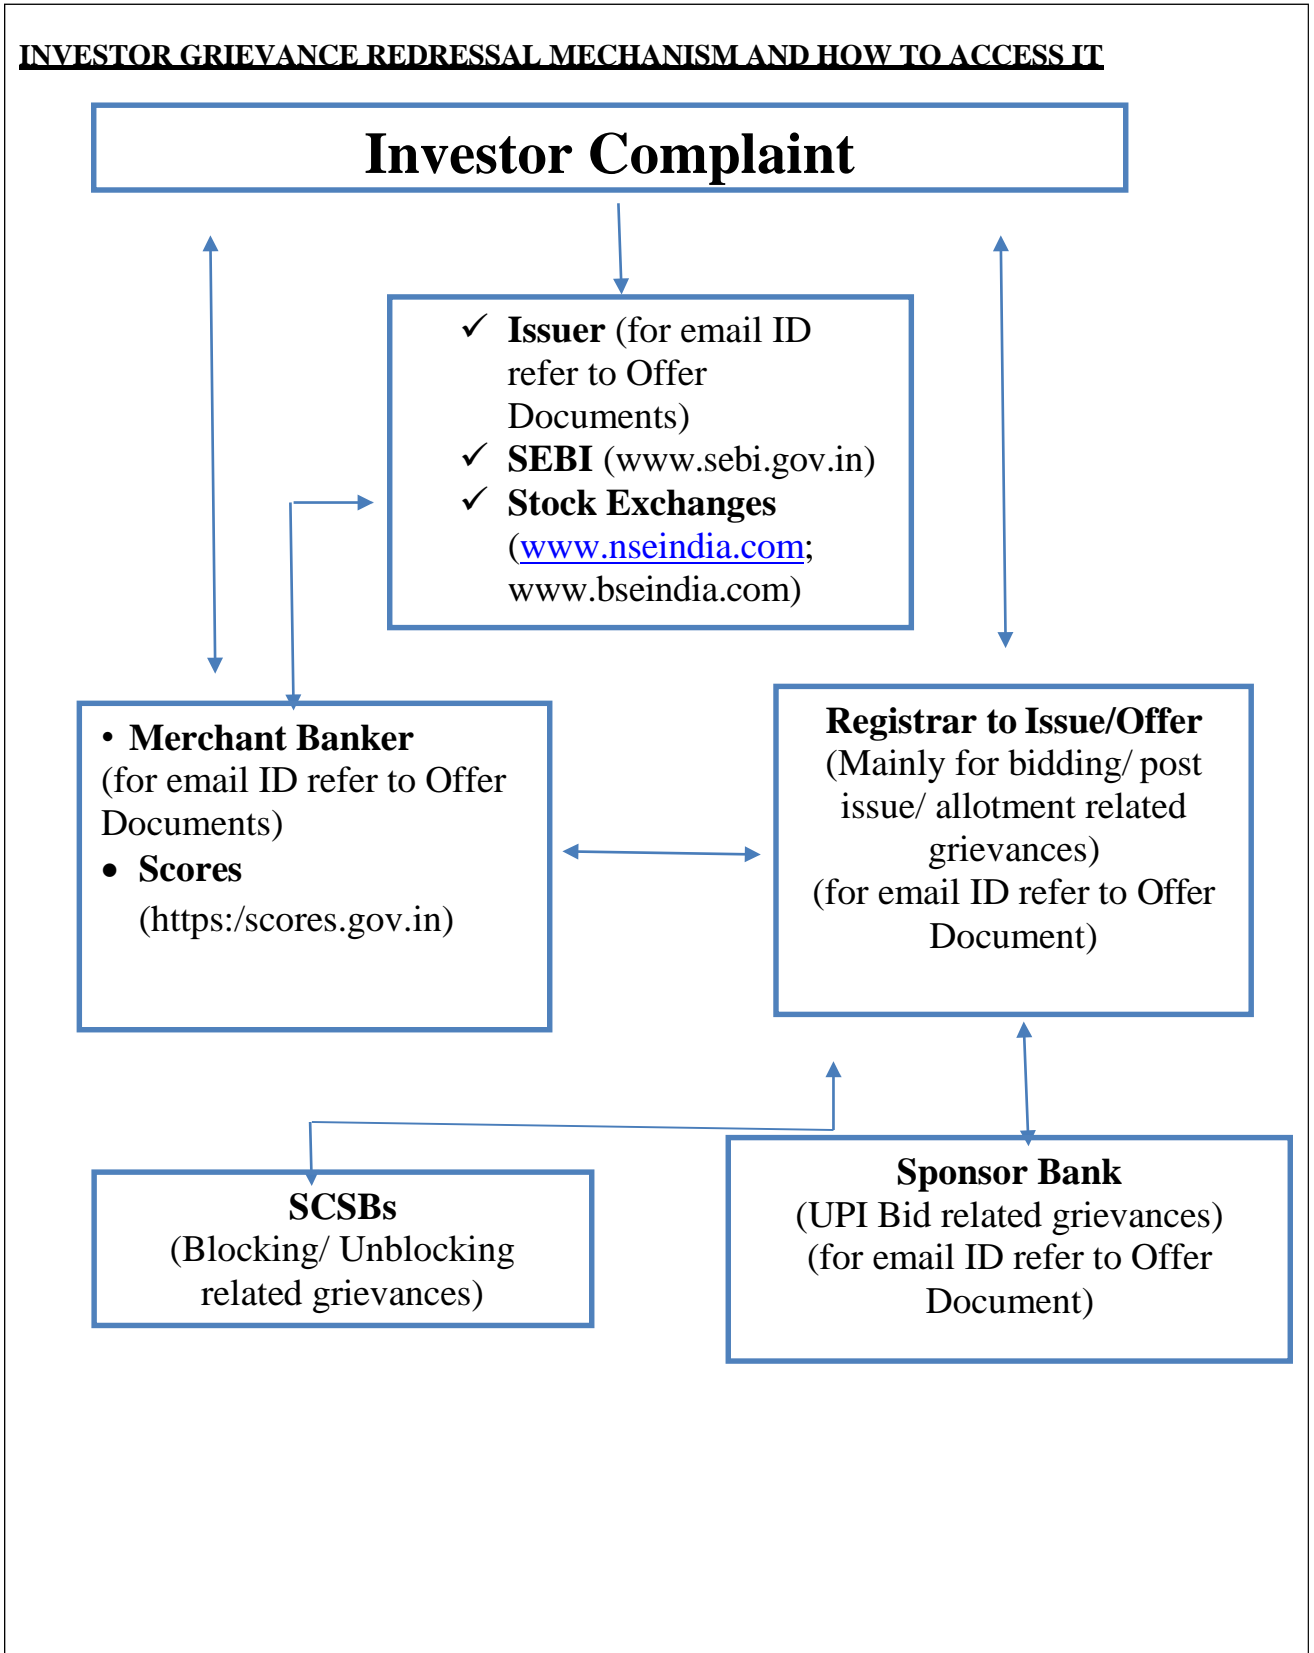 INVESTOR GRIEVANCE REDRESSAL MECHANISM AND HOW TO ACCESS IT
Investor Complaint
✓ Issuer (for email ID
refer to Offer
Documents)
✓ SEBI (www.sebi.gov.in)
✓ Stock Exchanges
(www.nseindia.com;
www.bseindia.com)
• Merchant Banker
(for email ID refer to Offer
Documents)
• Scores
(https:/scores.gov.in)
Registrar to Issue/Offer
(Mainly for bidding/ post
issue/ allotment related
grievances)
(for email ID refer to Offer
Document)
SCSBs
(Blocking/ Unblocking
related grievances)
Sponsor Bank
(UPI Bid related grievances)
(for email ID refer to Offer
Document)